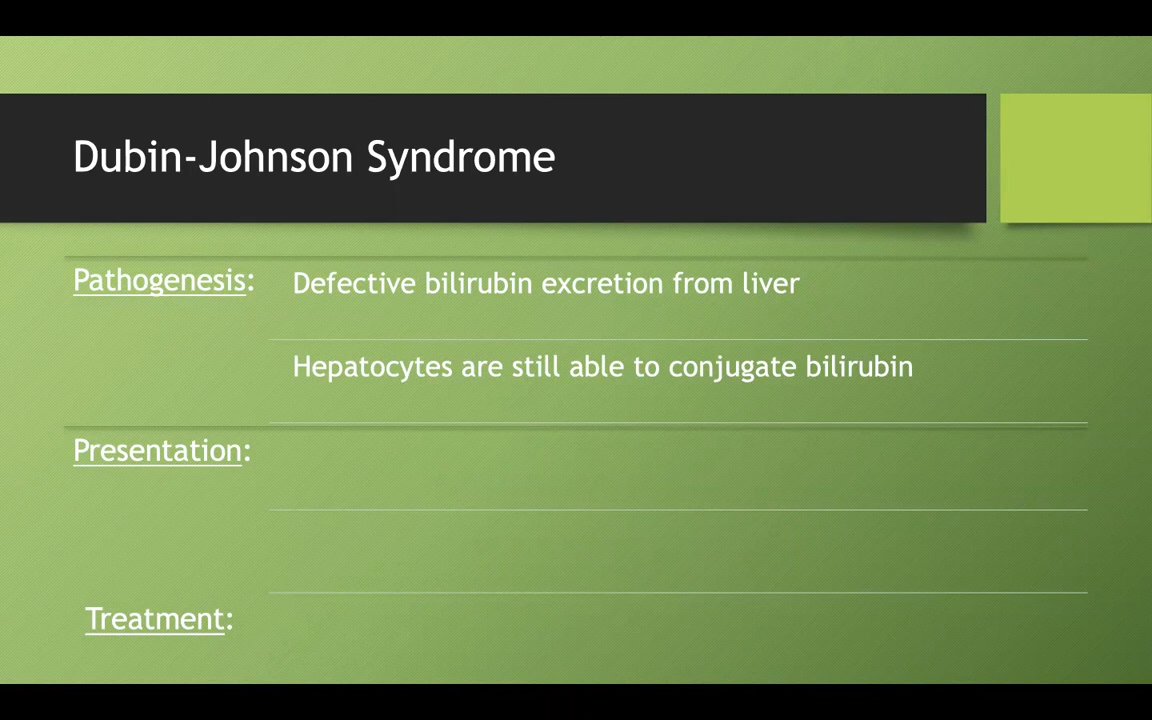 Dubin-Johnson Syndrome
Pathogenesis: Defective bilirubin excretion from liver
Hepatocytes are still able to conjugate bilirubin
Presentation:
Treatment: